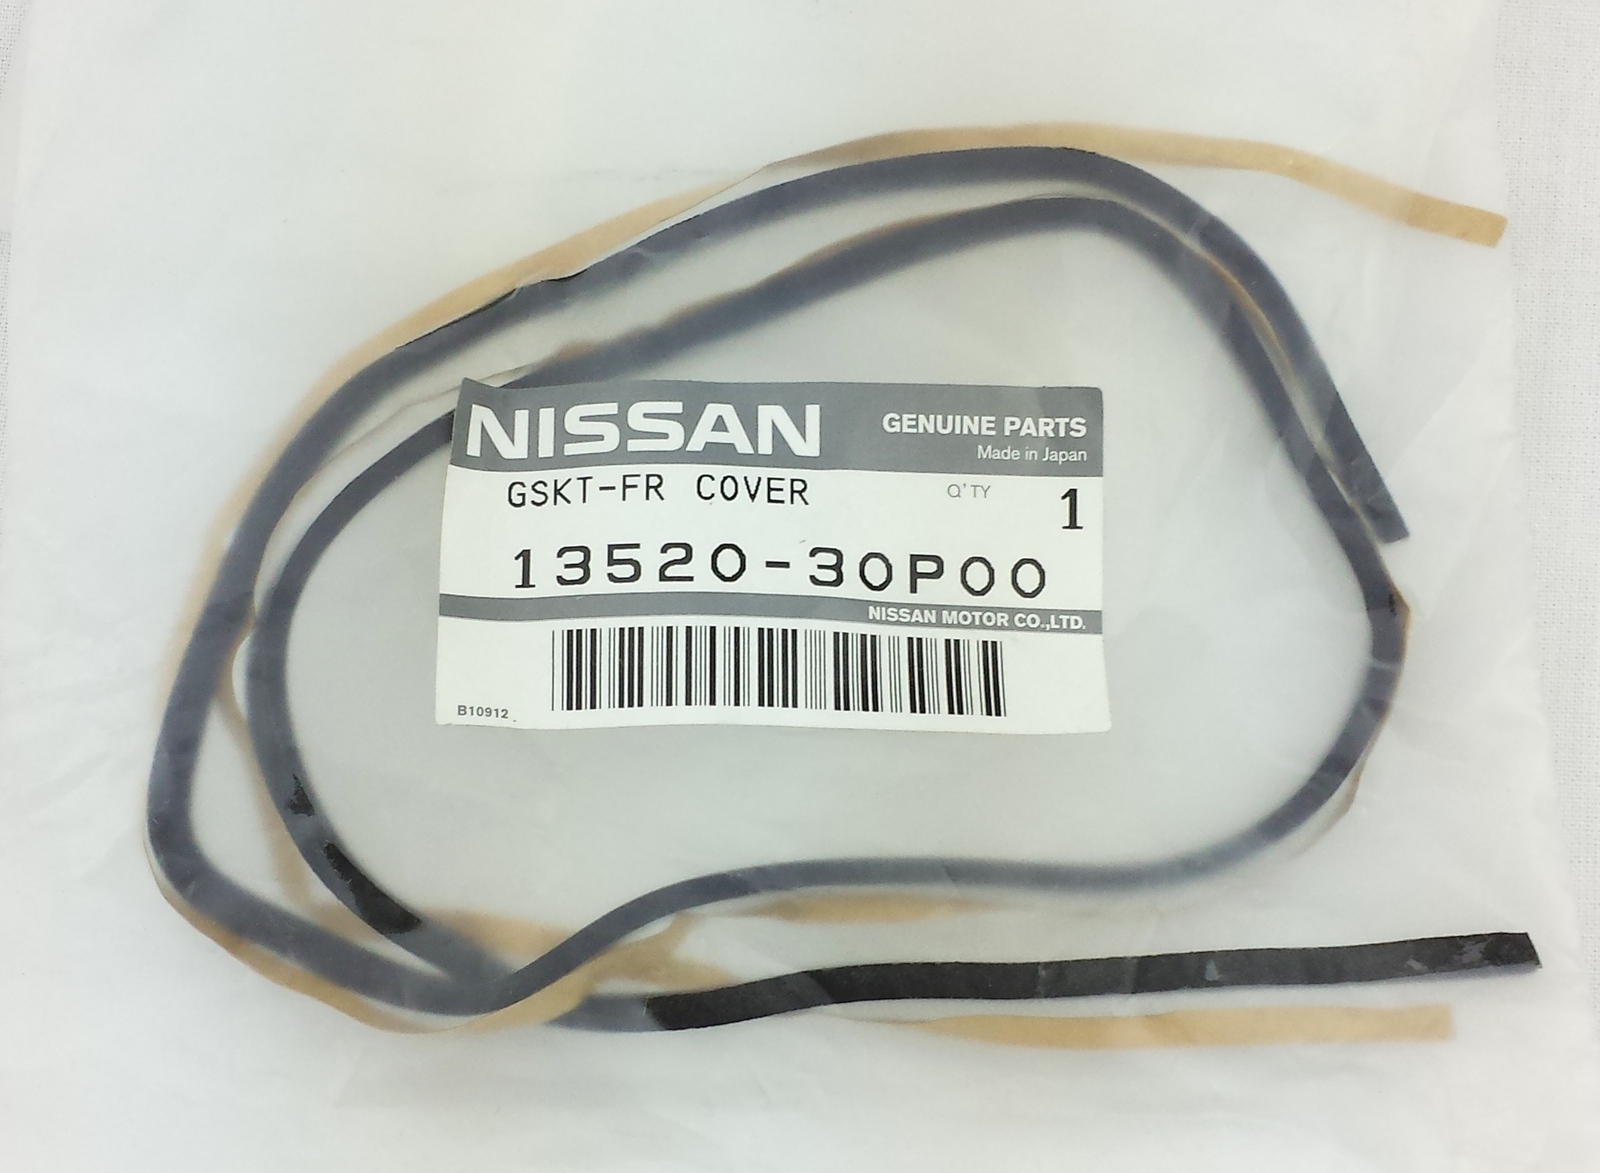 NISSAN
GENUINE PARTS
Made in Japan
GSKT-FR COVER
Q'TY 1
13520-30P00
NISSAN MOTOR CO.,LTD.
B10912